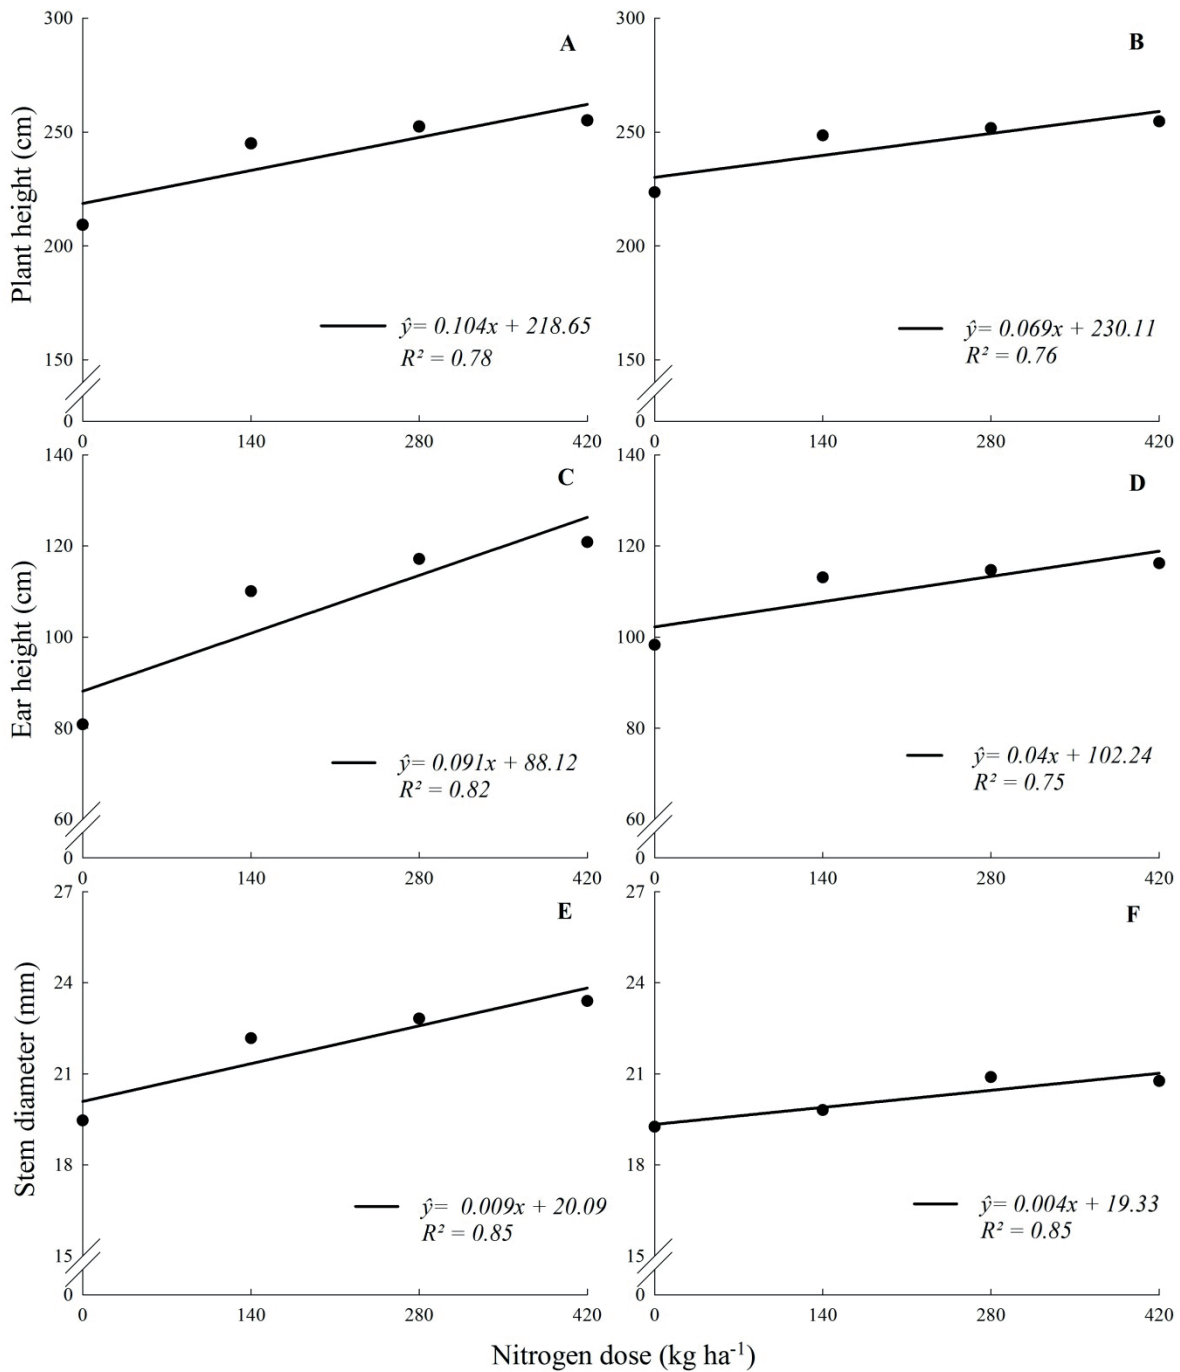 300
250
200
150
0
Plant height (cm)
A
ŷ= 0.104x + 218.65
R² = 0.78
0 140 280 420
300
250
200
150
0
B
ŷ= 0.069x + 230.11
R² = 0.76
0 140 280 420
140
120
100
80
60
0
Ear height (cm)
C
ŷ= 0.091x + 88.12
R² = 0.82
0 140 280 420
140
120
100
80
60
0
D
ŷ= 0.04x + 102.24
R² = 0.75
0 140 280 420
27
24
21
18
15
0
Stem diameter (mm)
E
ŷ= 0.009x + 20.09
R² = 0.85
0 140 280 420
27
24
21
18
15
0
F
ŷ= 0.004x + 19.33
R² = 0.85
0 140 280 420
Nitrogen dose (kg ha⁻¹)